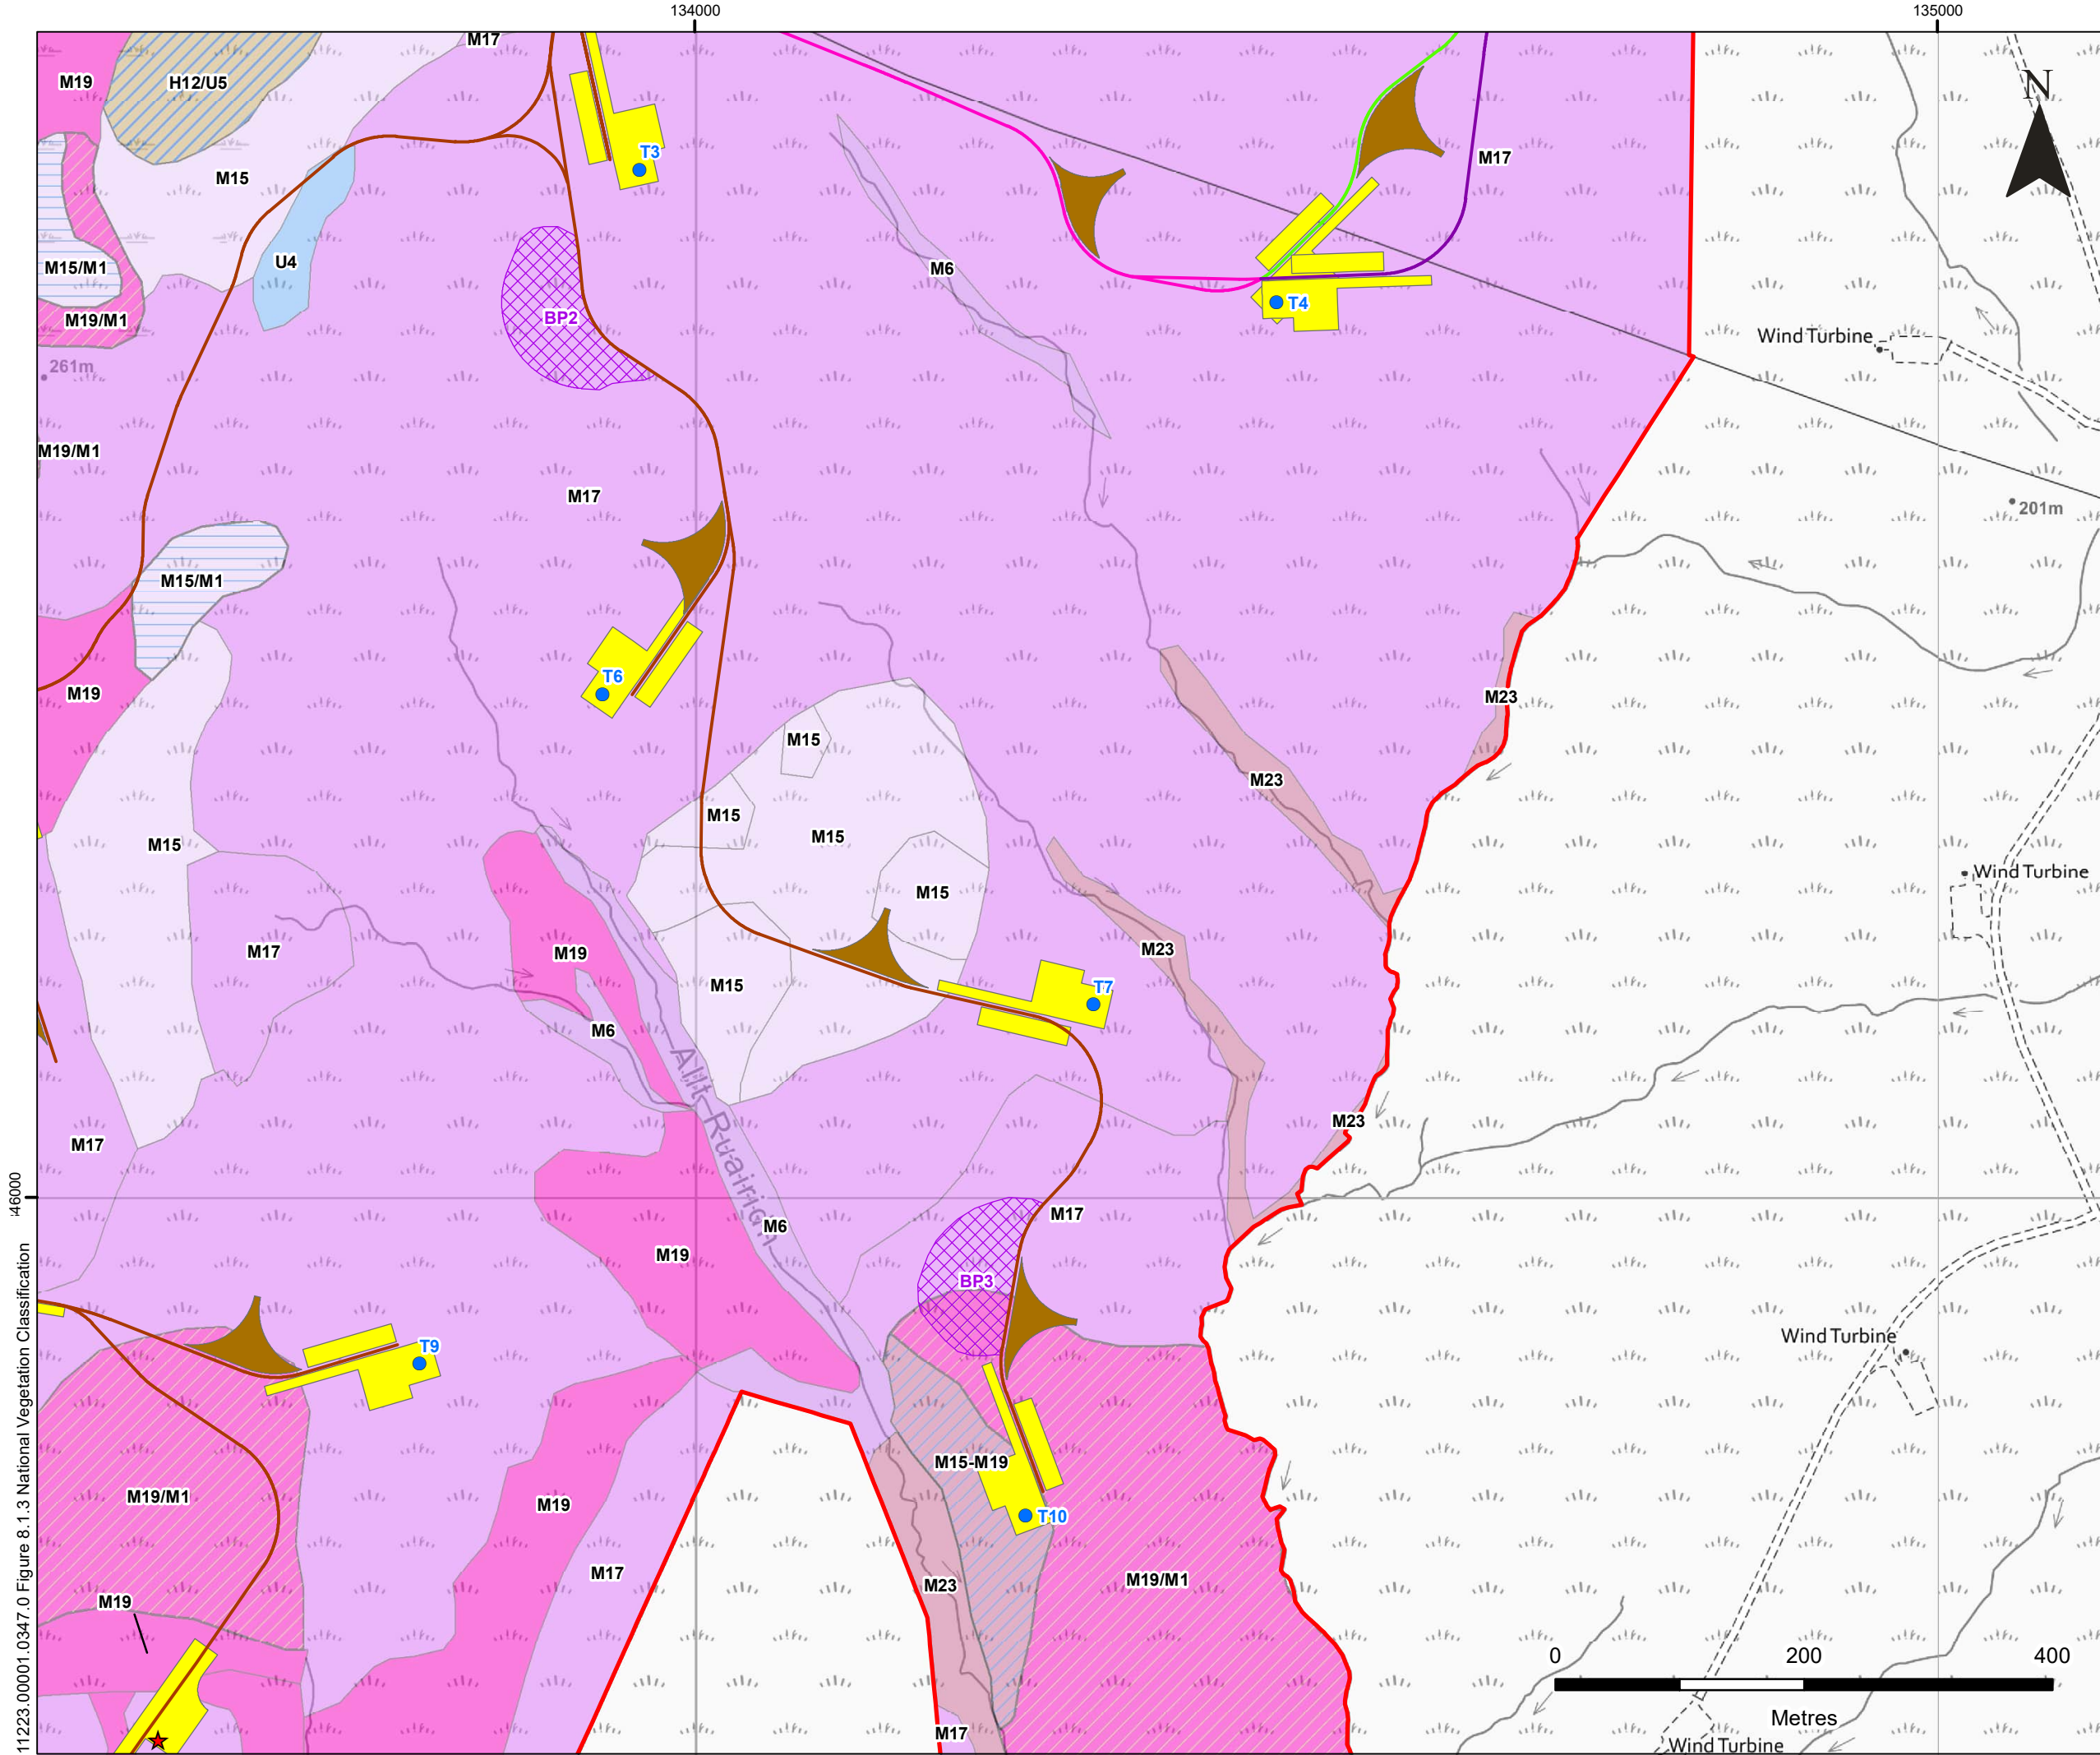 134000
135000
M17
M19
H12/U5
N
T3
M17
M15
U4
M15/M1
M6
T4
BP2
M19/M1
Wind Turbine
261m
M19/M1
M17
201m
M15/M1
T6
M19
M23
M15
M23
M15
M15
M15
Wind Turbine
M15
M17
M19
M23
M15
T7
M6
Allt Ruairidh
M23
M17
46000
M17
M6
M19
BP3
Wind Turbine
T9
M15-M19
M19/M1
M19
T10
M17
M19/M1
M23
M19
0 200 400
Metres
M17
Wind Turbine
11223.0001.0347.0 Figure 8.1.3 National Vegetation Classification